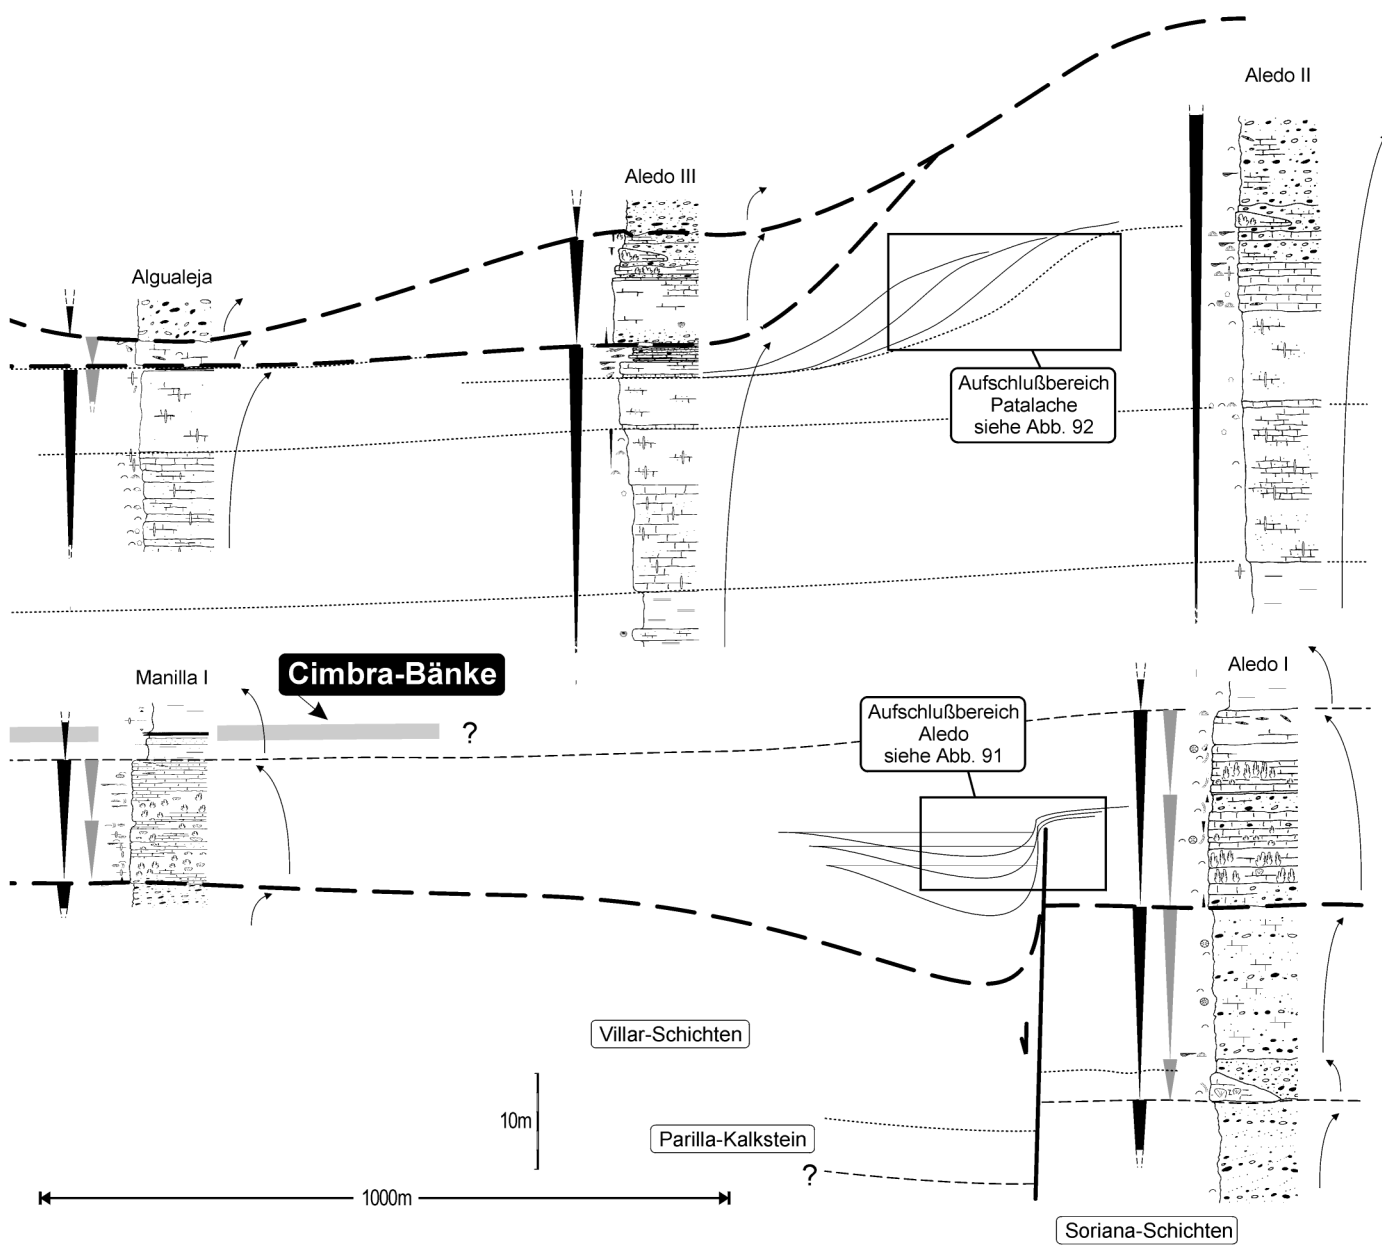 Aledo II
Aledo III
Algualeja
Aufschlußbereich
Patalache
siehe Abb. 92
Manilla I
Cimbra-Bänke
?
Aledo I
Aufschlußbereich
Aledo
siehe Abb. 91
Villar-Schichten
10m
Parilla-Kalkstein
?
1000m
Soriana-Schichten